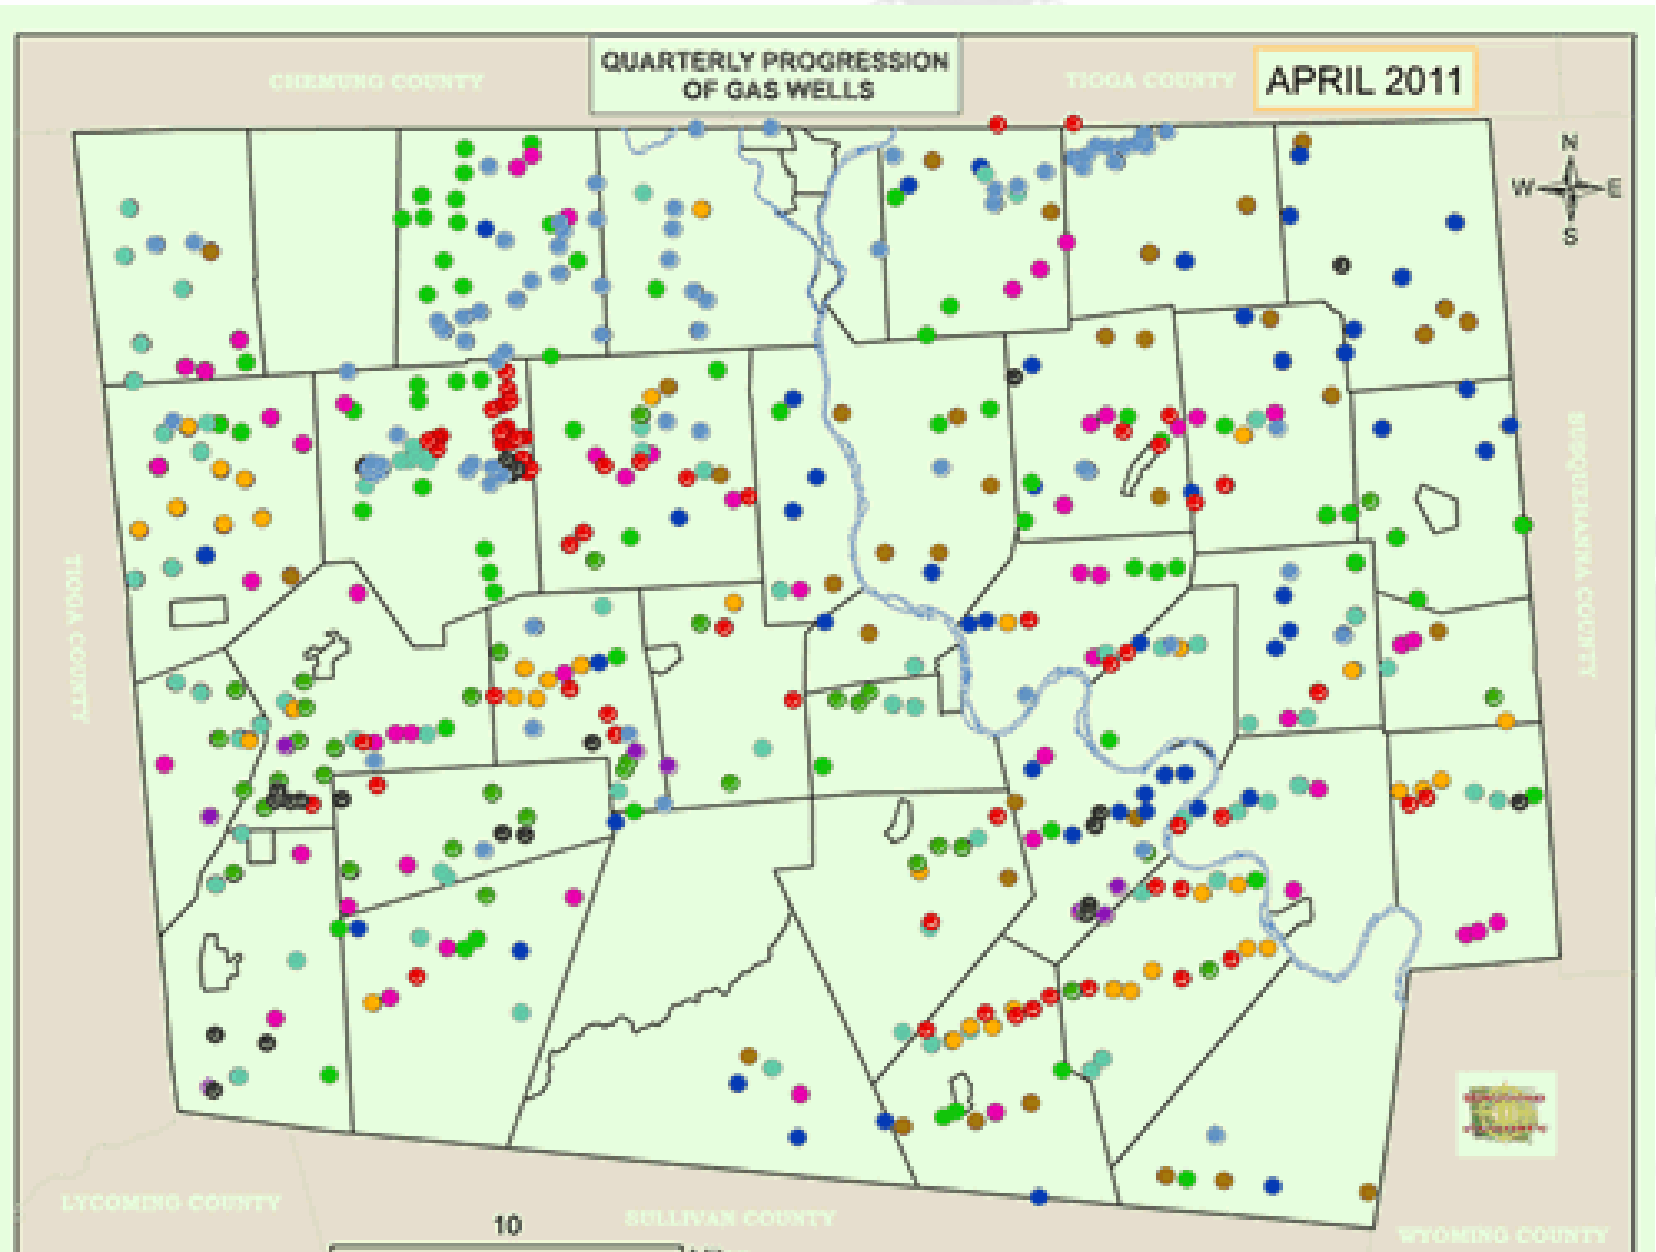 QUARTERLY PROGRESSION
OF GAS WELLS
CHEMUNG COUNTY
TIOGA COUNTY
APRIL 2011
N
W
E
S
TIOGA COUNTY
SUSQUEHANNA COUNTY
LYCOMING COUNTY
SULLIVAN COUNTY
WYOMING COUNTY
10